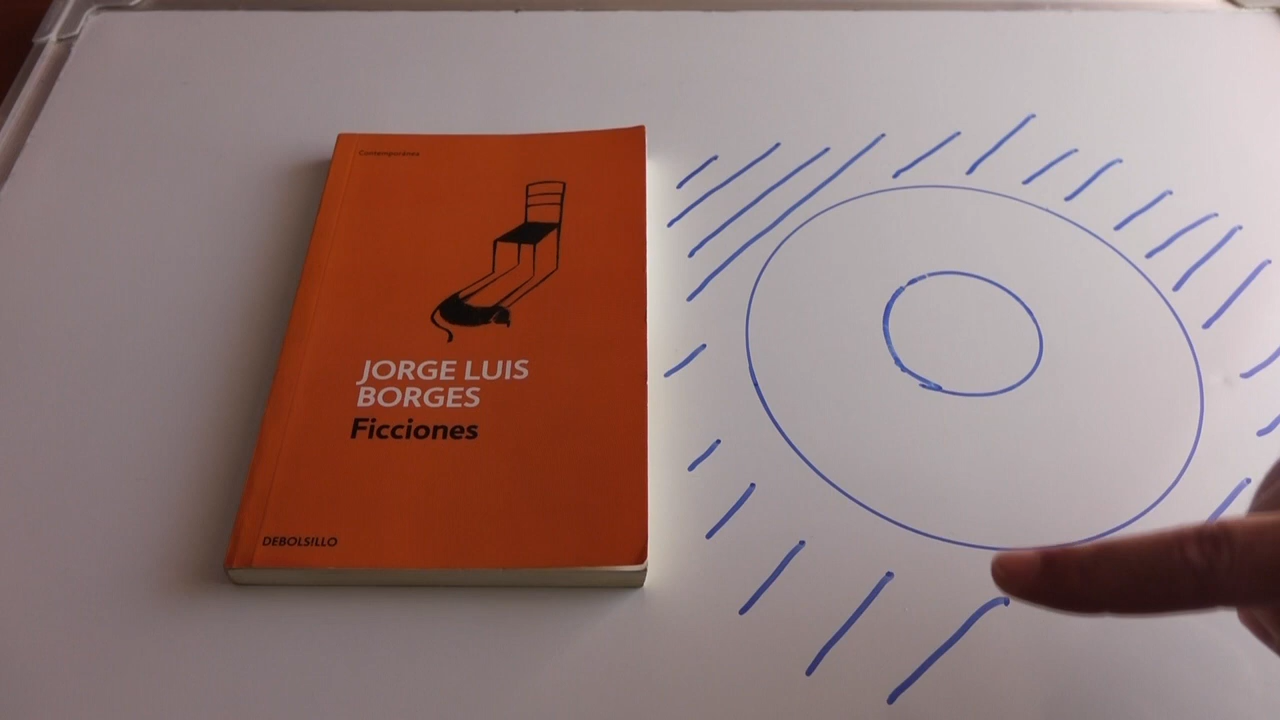 Contemporánea
JORGE LUIS
BORGES
Ficciones
DEBOLSILLO